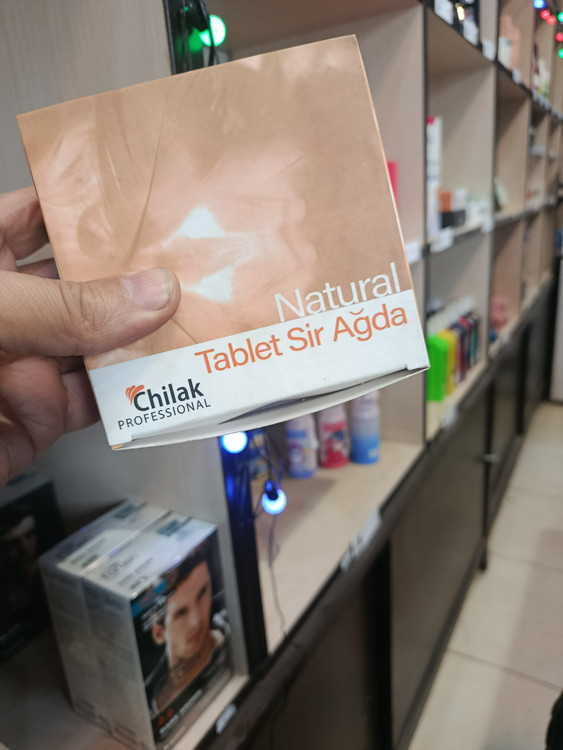 Natural
Tablet Sir Ağda
Chilak
PROFESSIONAL